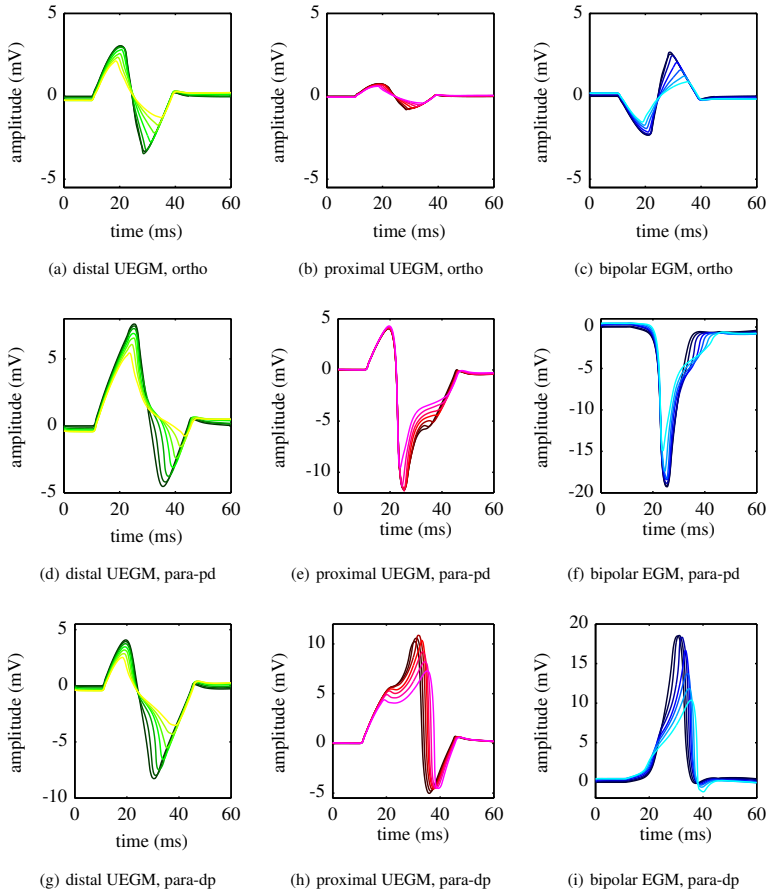 5
0
-5
amplitude (mV)
0 20 40 60
time (ms)
(a) distal UEGM, ortho
5
0
-5
amplitude (mV)
0 20 40 60
time (ms)
(b) proximal UEGM, ortho
5
0
-5
amplitude (mV)
0 20 40 60
time (ms)
(c) bipolar EGM, ortho
5
0
-5
amplitude (mV)
0 20 40 60
time (ms)
(d) distal UEGM, para-pd
5
0
-5
-10
amplitude (mV)
0 20 40 60
time (ms)
(e) proximal UEGM, para-pd
0
-5
-10
-15
-20
amplitude (mV)
0 20 40 60
time (ms)
(f) bipolar EGM, para-pd
5
0
-5
-10
amplitude (mV)
0 20 40 60
time (ms)
(g) distal UEGM, para-dp
10
5
0
-5
amplitude (mV)
0 20 40 60
time (ms)
(h) proximal UEGM, para-dp
20
15
10
5
0
amplitude (mV)
0 20 40 60
time (ms)
(i) bipolar EGM, para-dp